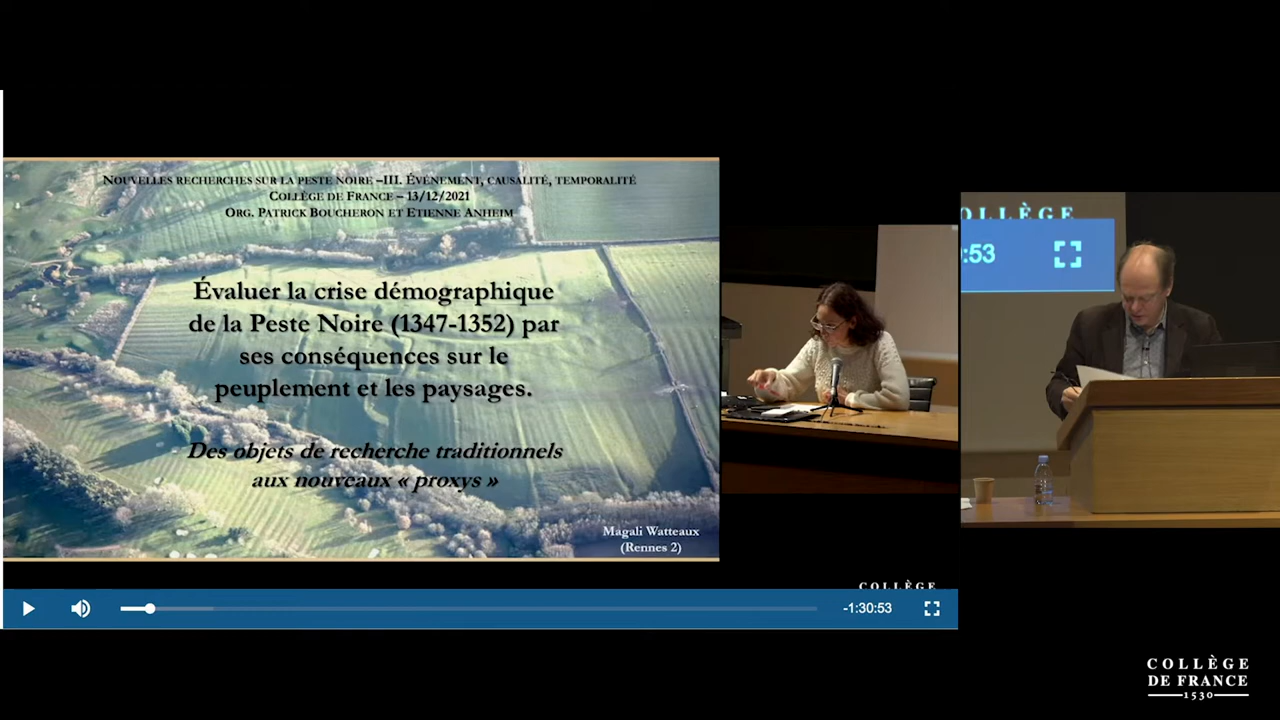 NOUVELLES RECHERCHES SUR LA PESTE NOIRE –III. ÉVÉNEMENT, CAUSALITÉ, TEMPORALITÉ
COLLÈGE DE FRANCE – 13/12/2021
ORG. PATRICK BOUCHERON ET ETIENNE ANHEIM
Évaluer la crise démographique
de la Peste Noire (1347-1352) par
ses conséquences sur le
peuplement et les paysages.
Des objets de recherche traditionnels
aux nouveaux « proxys »
Magali Watteaux
(Rennes 2)
COLLÈGE
-1:30:53
OLLÈGE
:53
COLLÈGE
DE FRANCE
1530